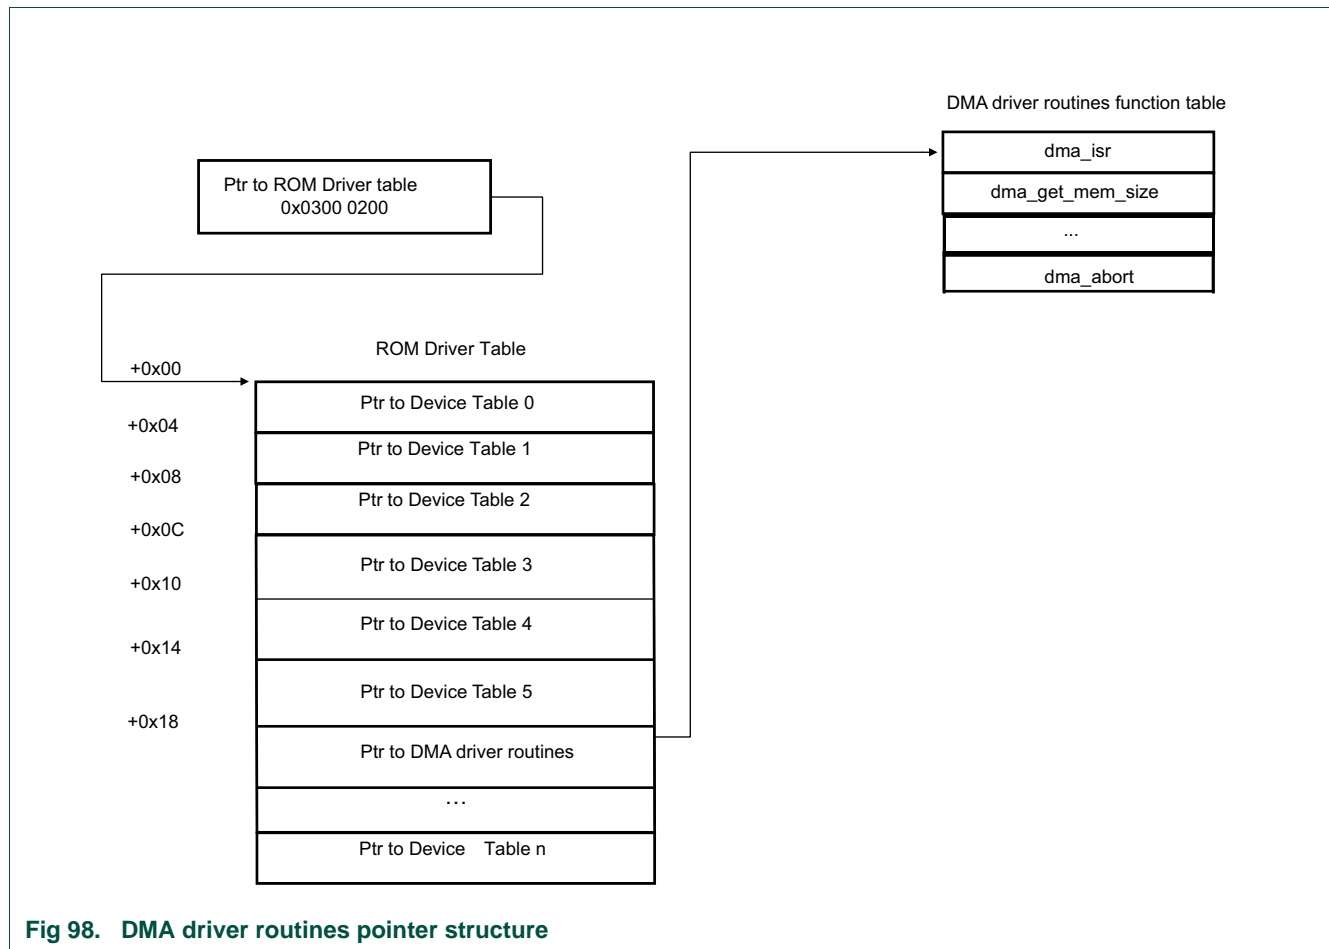 DMA driver routines function table
dma_isr
dma_get_mem_size
...
dma_abort
Ptr to ROM Driver table
0x0300 0200
ROM Driver Table
+0x00
Ptr to Device Table 0
+0x04
Ptr to Device Table 1
+0x08
Ptr to Device Table 2
+0x0C
Ptr to Device Table 3
+0x10
Ptr to Device Table 4
+0x14
Ptr to Device Table 5
+0x18
Ptr to DMA driver routines
...
Ptr to Device Table n
Fig 98. DMA driver routines pointer structure